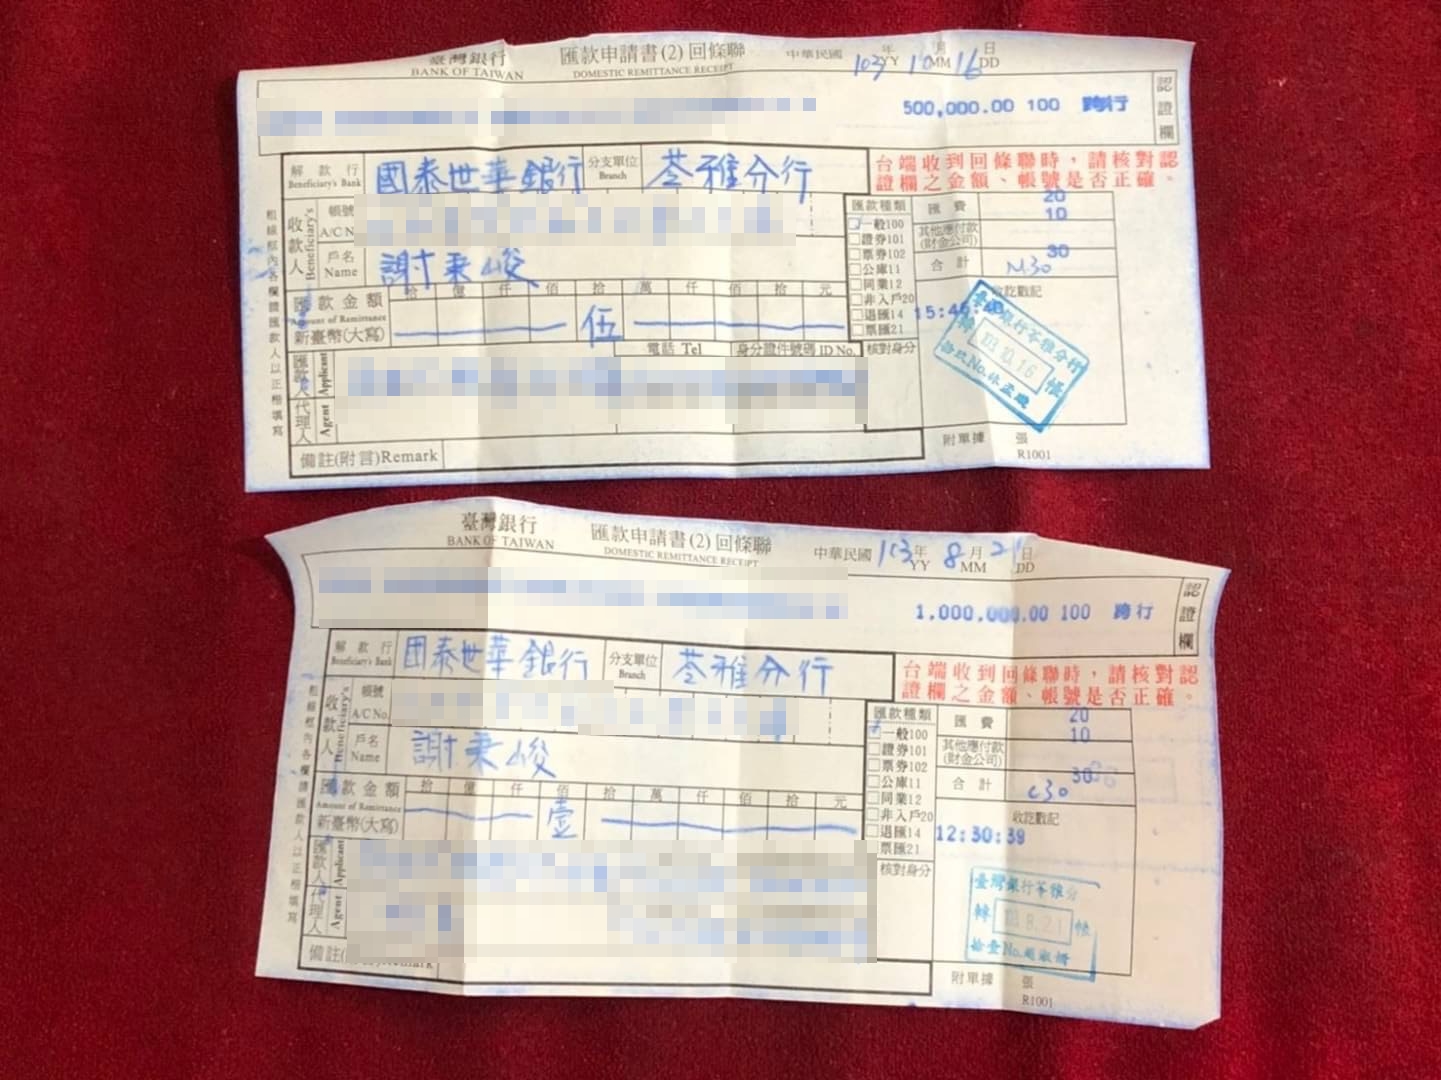 臺灣銀行
BANK OF TAIWAN
匯款申請書(2)回條聯
DOMESTIC REMITTANCE RECEIPT
中華民國 103 年 YY 10 月 MM 16 日 DD
500,000.00 100 跨行
認證欄
台端收到回條聯時，請核對認
證欄之金額、帳號是否正確。
解款行 Beneficiary's Bank
國泰世華銀行
分支單位 Branch
苓雅分行
粗線框內各欄請匯款人以正楷填寫
收款人 Beneficiary's
帳號
A/C N
戶名 Name
謝秉峻
匯款金額
Amount of Remittance
新臺幣(大寫)
拾 億 仟 佰 拾 萬 仟 佰 拾 元
伍
匯款種類
一般100
證券101
票券102
公庫11
同業12
非入戶20
退匯14
票匯21
核對身分
匯費 20
其他應付款
(財金公司) 10
合計 30
收訖戳記
15:46:
臺灣銀行苓雅分行
轉 103.10.16 帳
匯款人 Applicant
電話 Tel
身分證件號碼 ID No.
代理人 Agent
備註(附言)Remark
附單據 張
R1001
臺灣銀行
BANK OF TAIWAN
匯款申請書(2)回條聯
DOMESTIC REMITTANCE RECEIPT
中華民國 103 年 YY 8 月 MM 21 日 DD
1,000,000.00 100 跨行
認證欄
台端收到回條聯時，請核對認
證欄之金額、帳號是否正確。
解款行 Beneficiary's Bank
國泰世華銀行
分支單位 Branch
苓雅分行
粗線框內各欄請匯款人以正楷填寫
收款人 Beneficiary's
帳號
A/C No.
戶名 Name
謝秉峻
匯款金額
Amount of Remittance
新臺幣(大寫)
拾 億 仟 佰 拾 萬 仟 佰 拾 元
壹
匯款種類
一般100
證券101
票券102
公庫11
同業12
非入戶20
退匯14
票匯21
核對身分
匯費 20
其他應付款
(財金公司) 10
合計 30
收訖戳記
12:30:39
臺灣銀行苓雅分
轉 103.8.21 帳
匯款人 Applicant
代理人 Agent
附單據 張
R1001